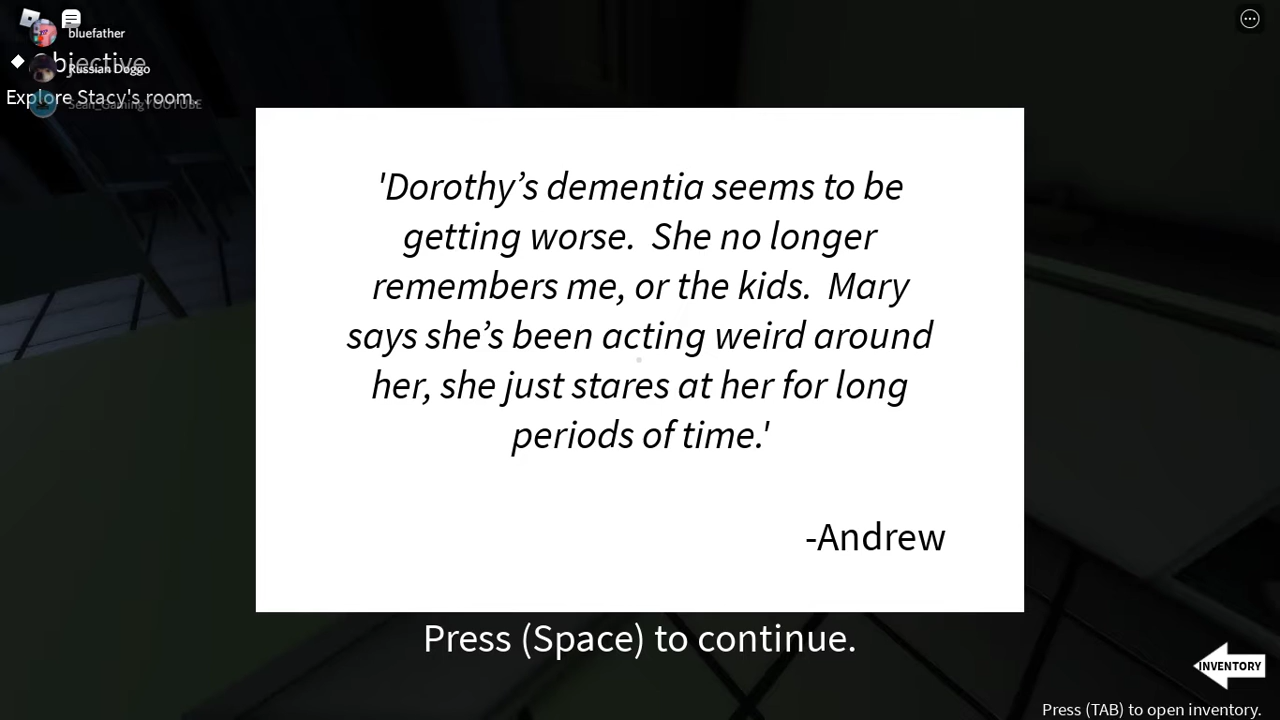 bluefather
Objective
Russian Doggo
Explore Stacy's room.
Sean_GamingYOUTUBE
'Dorothy’s dementia seems to be
getting worse.  She no longer
remembers me, or the kids.  Mary
says she’s been acting weird around
her, she just stares at her for long
periods of time.'
-Andrew
Press (Space) to continue.
INVENTORY
Press (TAB) to open inventory.